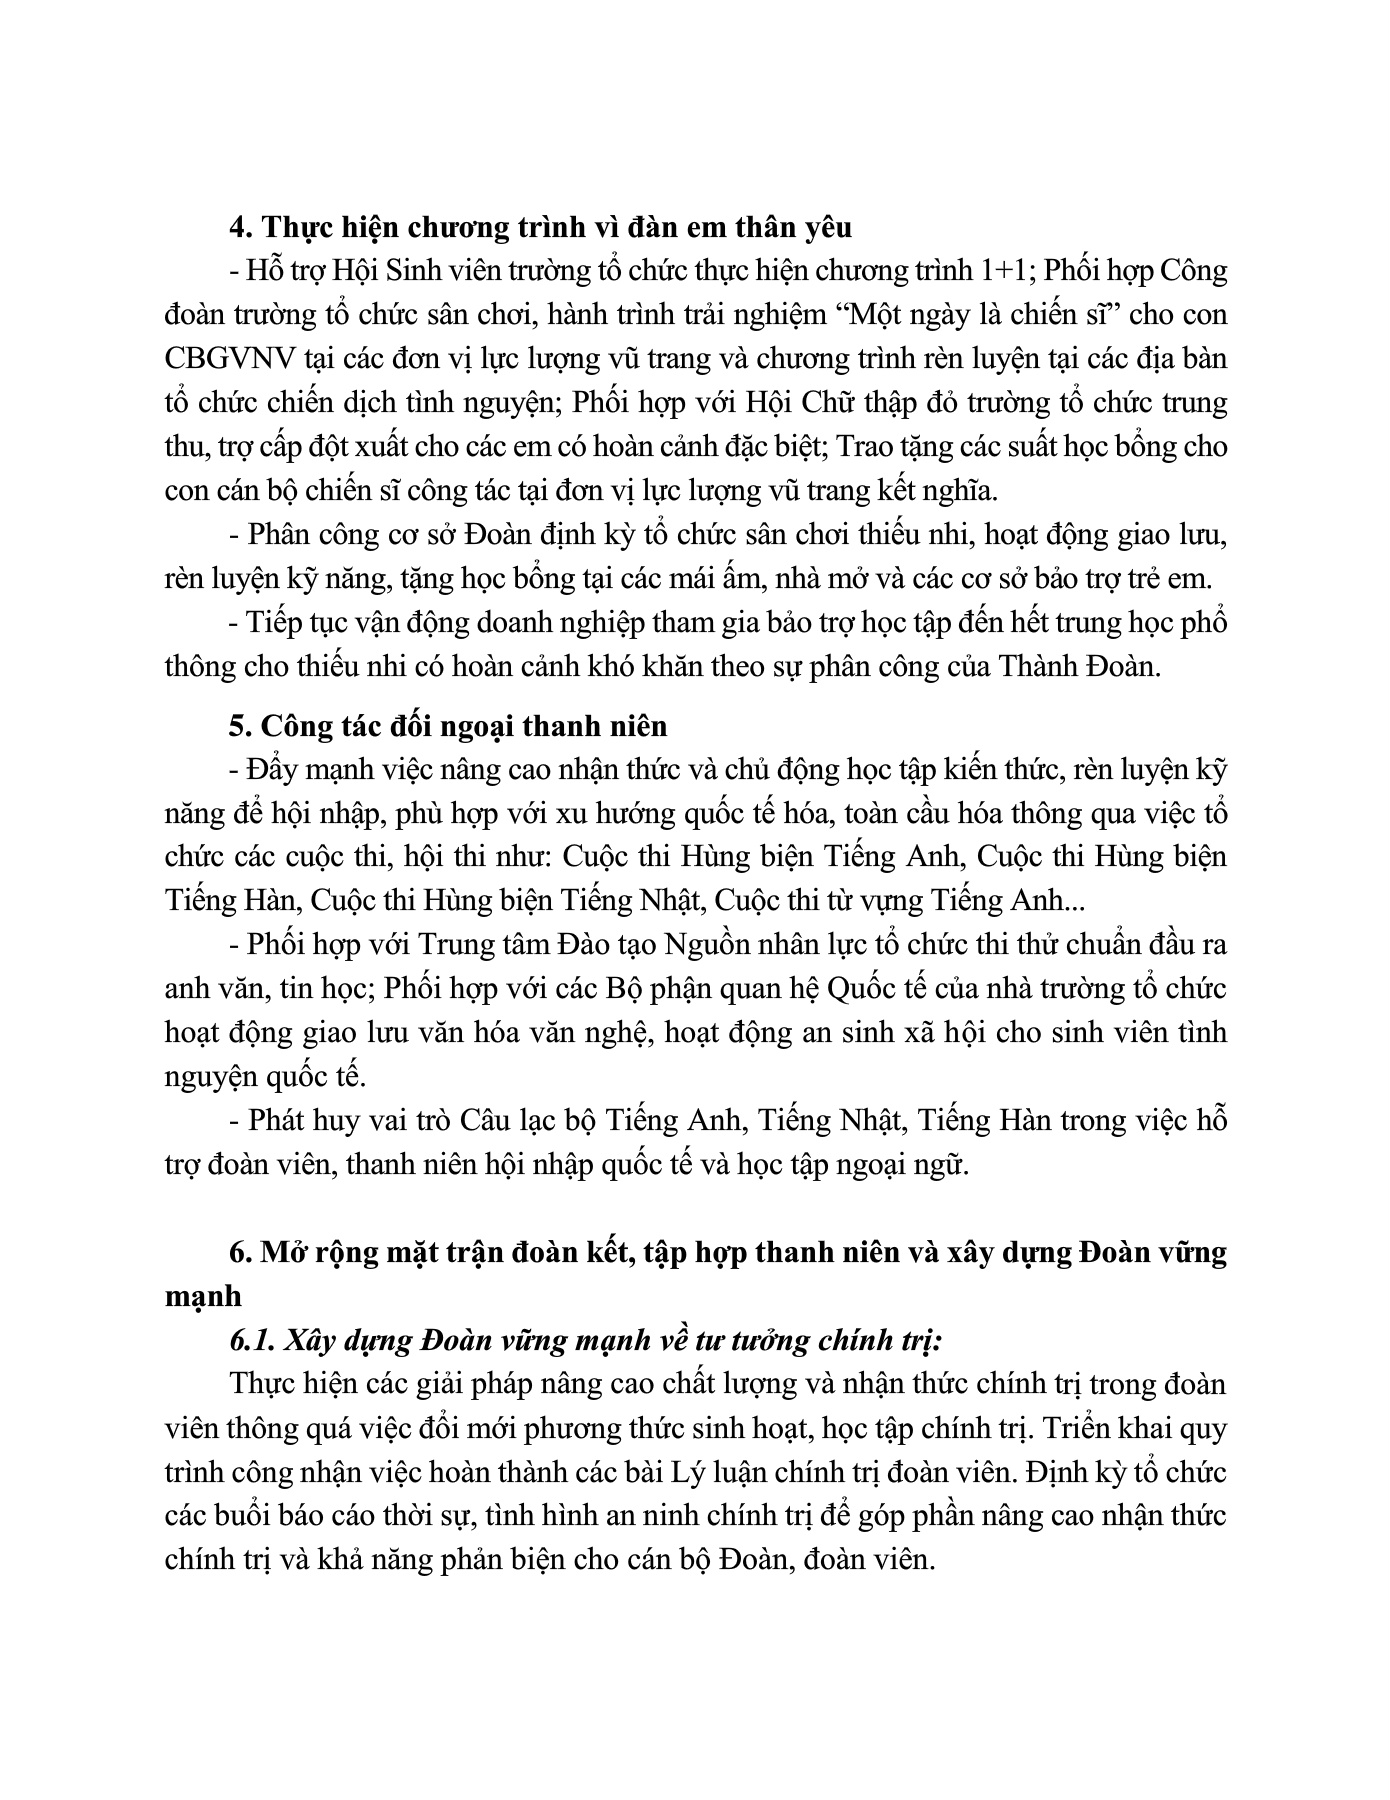 4. Thực hiện chương trình vì đàn em thân yêu
- Hỗ trợ Hội Sinh viên trường tổ chức thực hiện chương trình 1+1; Phối hợp Công
đoàn trường tổ chức sân chơi, hành trình trải nghiệm “Một ngày là chiến sĩ” cho con
CBGVNV tại các đơn vị lực lượng vũ trang và chương trình rèn luyện tại các địa bàn
tổ chức chiến dịch tình nguyện; Phối hợp với Hội Chữ thập đỏ trường tổ chức trung
thu, trợ cấp đột xuất cho các em có hoàn cảnh đặc biệt; Trao tặng các suất học bổng cho
con cán bộ chiến sĩ công tác tại đơn vị lực lượng vũ trang kết nghĩa.
- Phân công cơ sở Đoàn định kỳ tổ chức sân chơi thiếu nhi, hoạt động giao lưu,
rèn luyện kỹ năng, tặng học bổng tại các mái ấm, nhà mở và các cơ sở bảo trợ trẻ em.
- Tiếp tục vận động doanh nghiệp tham gia bảo trợ học tập đến hết trung học phổ
thông cho thiếu nhi có hoàn cảnh khó khăn theo sự phân công của Thành Đoàn.
5. Công tác đối ngoại thanh niên
- Đẩy mạnh việc nâng cao nhận thức và chủ động học tập kiến thức, rèn luyện kỹ
năng để hội nhập, phù hợp với xu hướng quốc tế hóa, toàn cầu hóa thông qua việc tổ
chức các cuộc thi, hội thi như: Cuộc thi Hùng biện Tiếng Anh, Cuộc thi Hùng biện
Tiếng Hàn, Cuộc thi Hùng biện Tiếng Nhật, Cuộc thi từ vựng Tiếng Anh...
- Phối hợp với Trung tâm Đào tạo Nguồn nhân lực tổ chức thi thử chuẩn đầu ra
anh văn, tin học; Phối hợp với các Bộ phận quan hệ Quốc tế của nhà trường tổ chức
hoạt động giao lưu văn hóa văn nghệ, hoạt động an sinh xã hội cho sinh viên tình
nguyện quốc tế.
- Phát huy vai trò Câu lạc bộ Tiếng Anh, Tiếng Nhật, Tiếng Hàn trong việc hỗ
trợ đoàn viên, thanh niên hội nhập quốc tế và học tập ngoại ngữ.
6. Mở rộng mặt trận đoàn kết, tập hợp thanh niên và xây dựng Đoàn vững
mạnh
6.1. Xây dựng Đoàn vững mạnh về tư tưởng chính trị:
Thực hiện các giải pháp nâng cao chất lượng và nhận thức chính trị trong đoàn
viên thông quá việc đổi mới phương thức sinh hoạt, học tập chính trị. Triển khai quy
trình công nhận việc hoàn thành các bài Lý luận chính trị đoàn viên. Định kỳ tổ chức
các buổi báo cáo thời sự, tình hình an ninh chính trị để góp phần nâng cao nhận thức
chính trị và khả năng phản biện cho cán bộ Đoàn, đoàn viên.